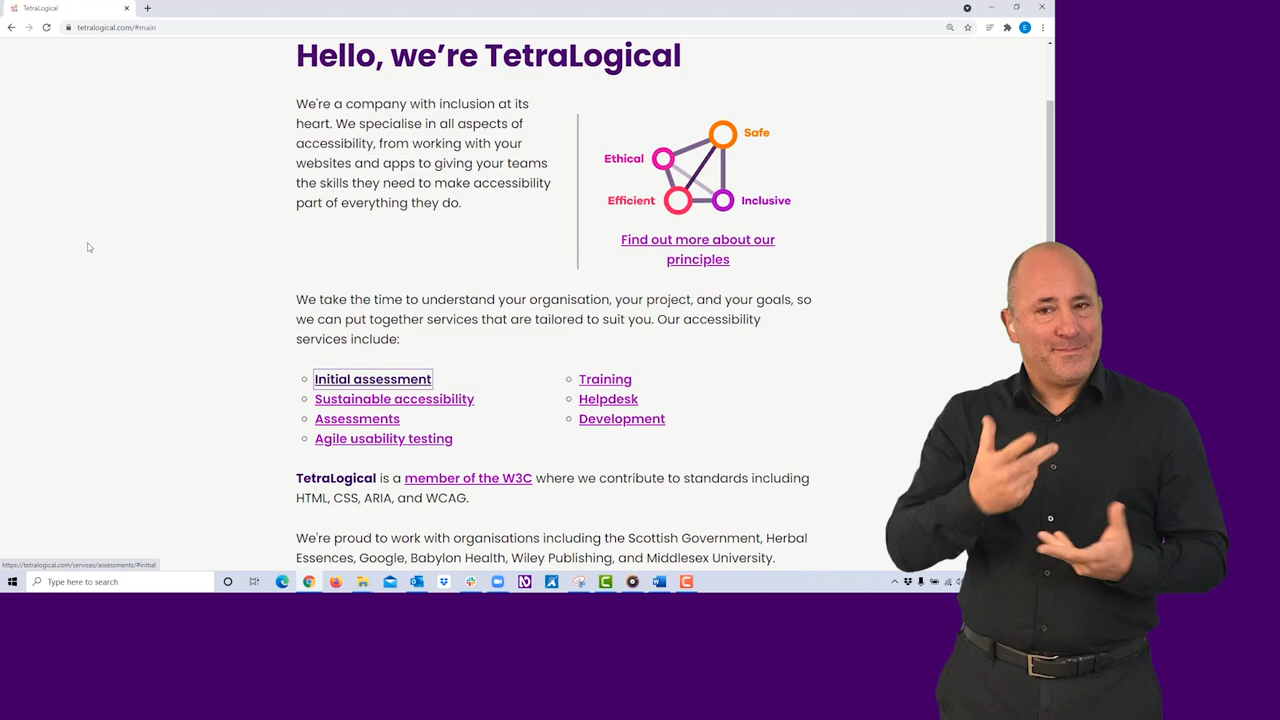 TetraLogical
tetralogical.com/#main
E
Hello, we're TetraLogical
We're a company with inclusion at its
heart. We specialise in all aspects of
accessibility, from working with your
websites and apps to giving your teams
the skills they need to make accessibility
part of everything they do.
Safe
Ethical
Efficient
Inclusive
Find out more about our
principles
We take the time to understand your organisation, your project, and your goals, so
we can put together services that are tailored to suit you. Our accessibility
services include:
Initial assessment
Sustainable accessibility
Assessments
Agile usability testing
Training
Helpdesk
Development
TetraLogical is a member of the W3C where we contribute to standards including
HTML, CSS, ARIA, and WCAG.
We're proud to work with organisations including the Scottish Government, Herbal
Essences, Google, Babylon Health, Wiley Publishing, and Middlesex University.
https://tetralogical.com/services/assessments/#initial
Type here to search